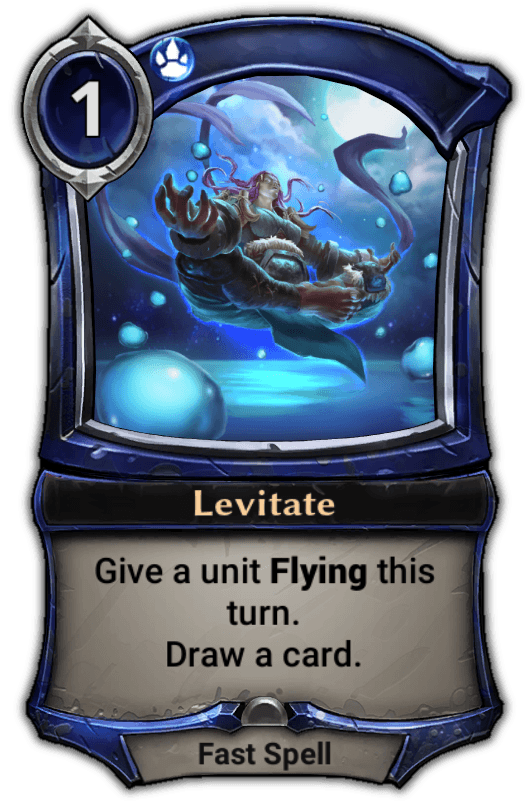 1
Levitate
Give a unit Flying this
turn.
Draw a card.
Fast Spell